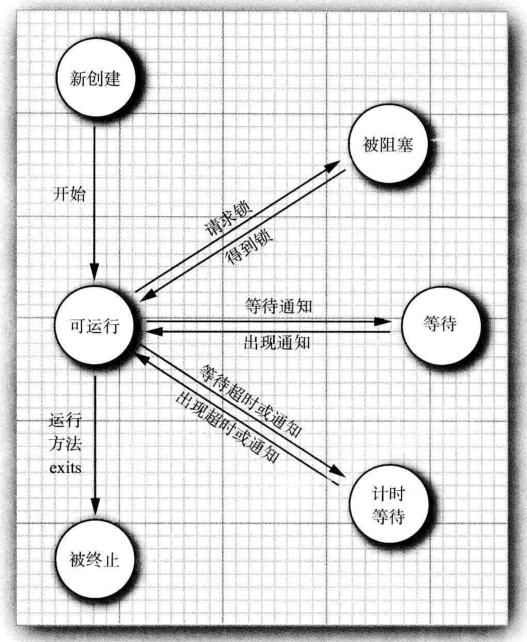 新创建
被阻塞
开始
请求锁
得到锁
可运行
等待通知
出现通知
等待
等待超时或通知
出现超时或通知
运行
方法
exits
计时
等待
被终止